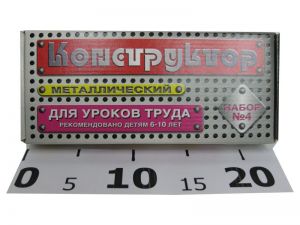 Конструктор
МЕТАЛЛИЧЕСКИЙ
ДЛЯ УРОКОВ ТРУДА
РЕКОМЕНДОВАНО ДЕТЯМ 6-10 ЛЕТ
НАБОР
№4
0 5 10 15 20